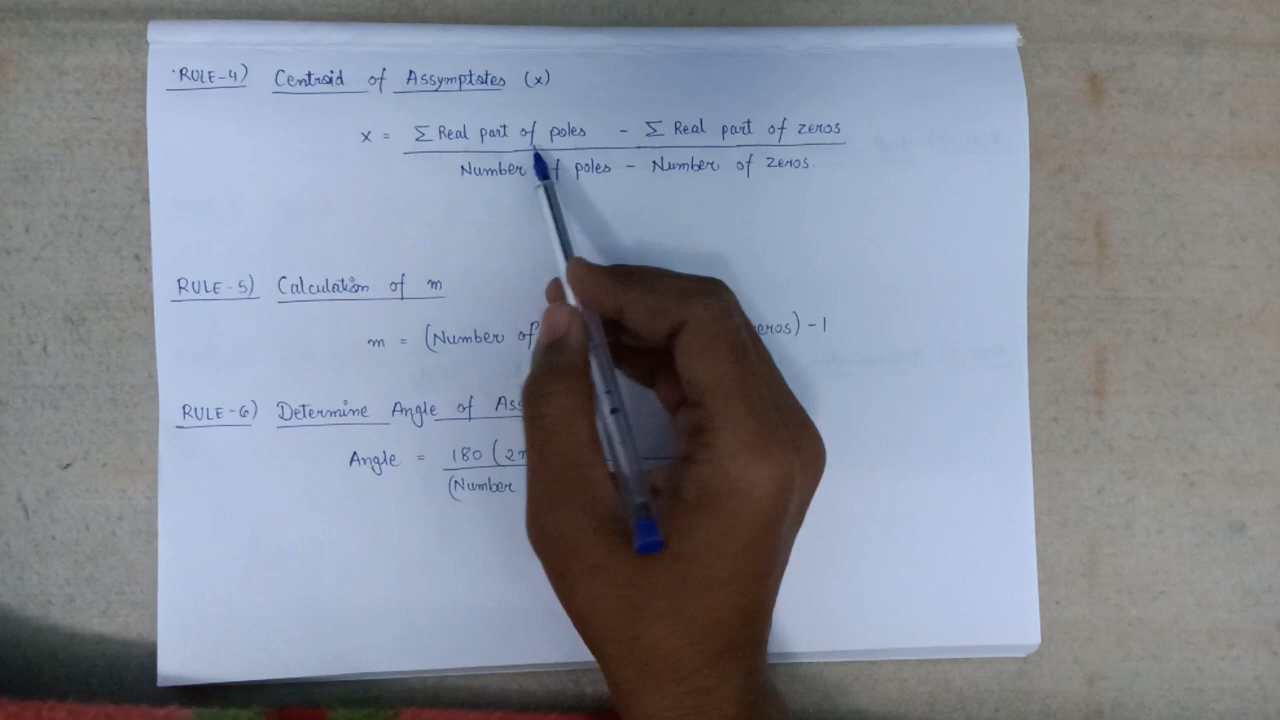 RULE-4) Centroid of Assymptotes (x)
x = Σ Real part of poles - Σ Real part of zeros
Number of poles - Number of zeros
RULE-5) Calculation of m
m = (Number of zeros) - 1
RULE-6) Determine Angle of
Angle = 180 (2
(Number